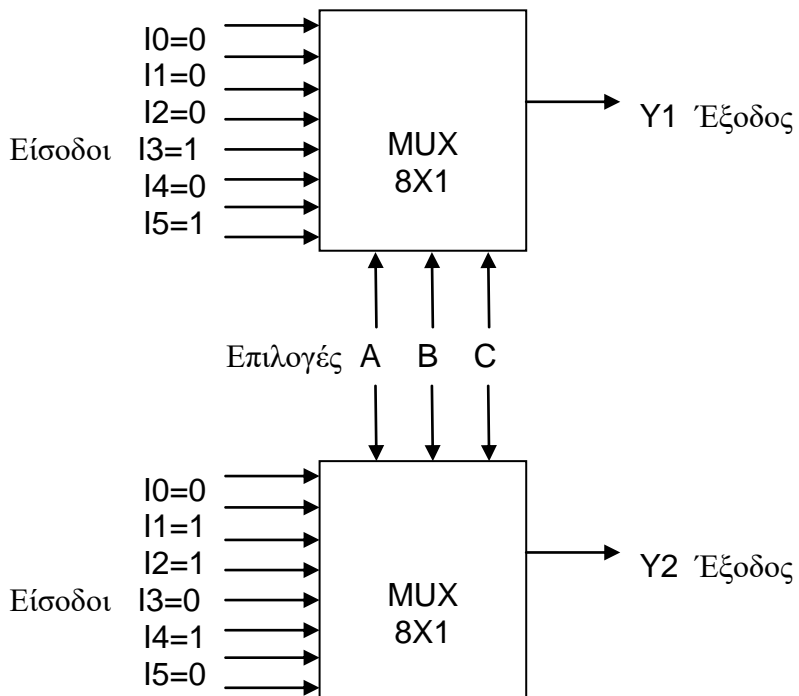 I0=0
I1=0
I2=0
Είσοδοι I3=1
I4=0
I5=1
MUX
8X1
Y1 Έξοδος
Επιλογές A B C
I0=0
I1=1
I2=1
Είσοδοι I3=0
I4=1
I5=0
MUX
8X1
Y2 Έξοδος